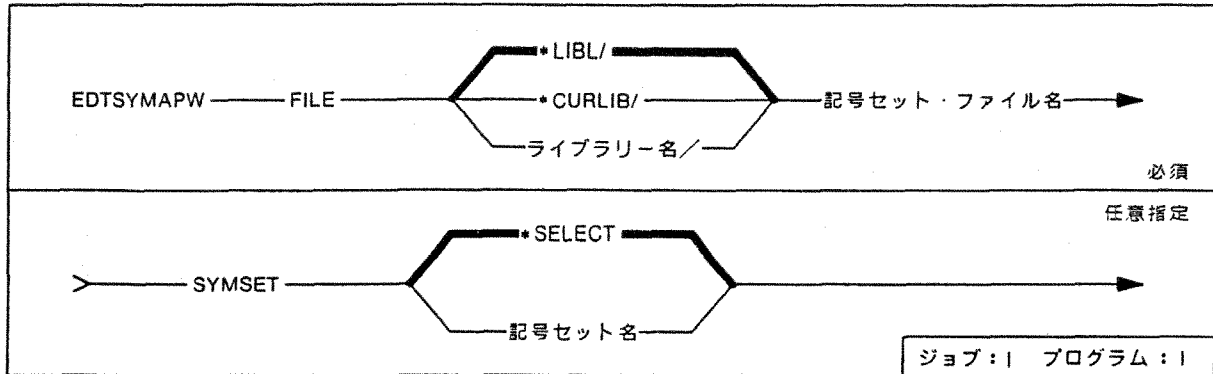 *LIBL/
EDTSYMAPW FILE *CURLIB/ 記号セット・ファイル名
ライブラリー名/
必須
任意指定
*SELECT
SYMSET
記号セット名
ジョブ:I プログラム:I